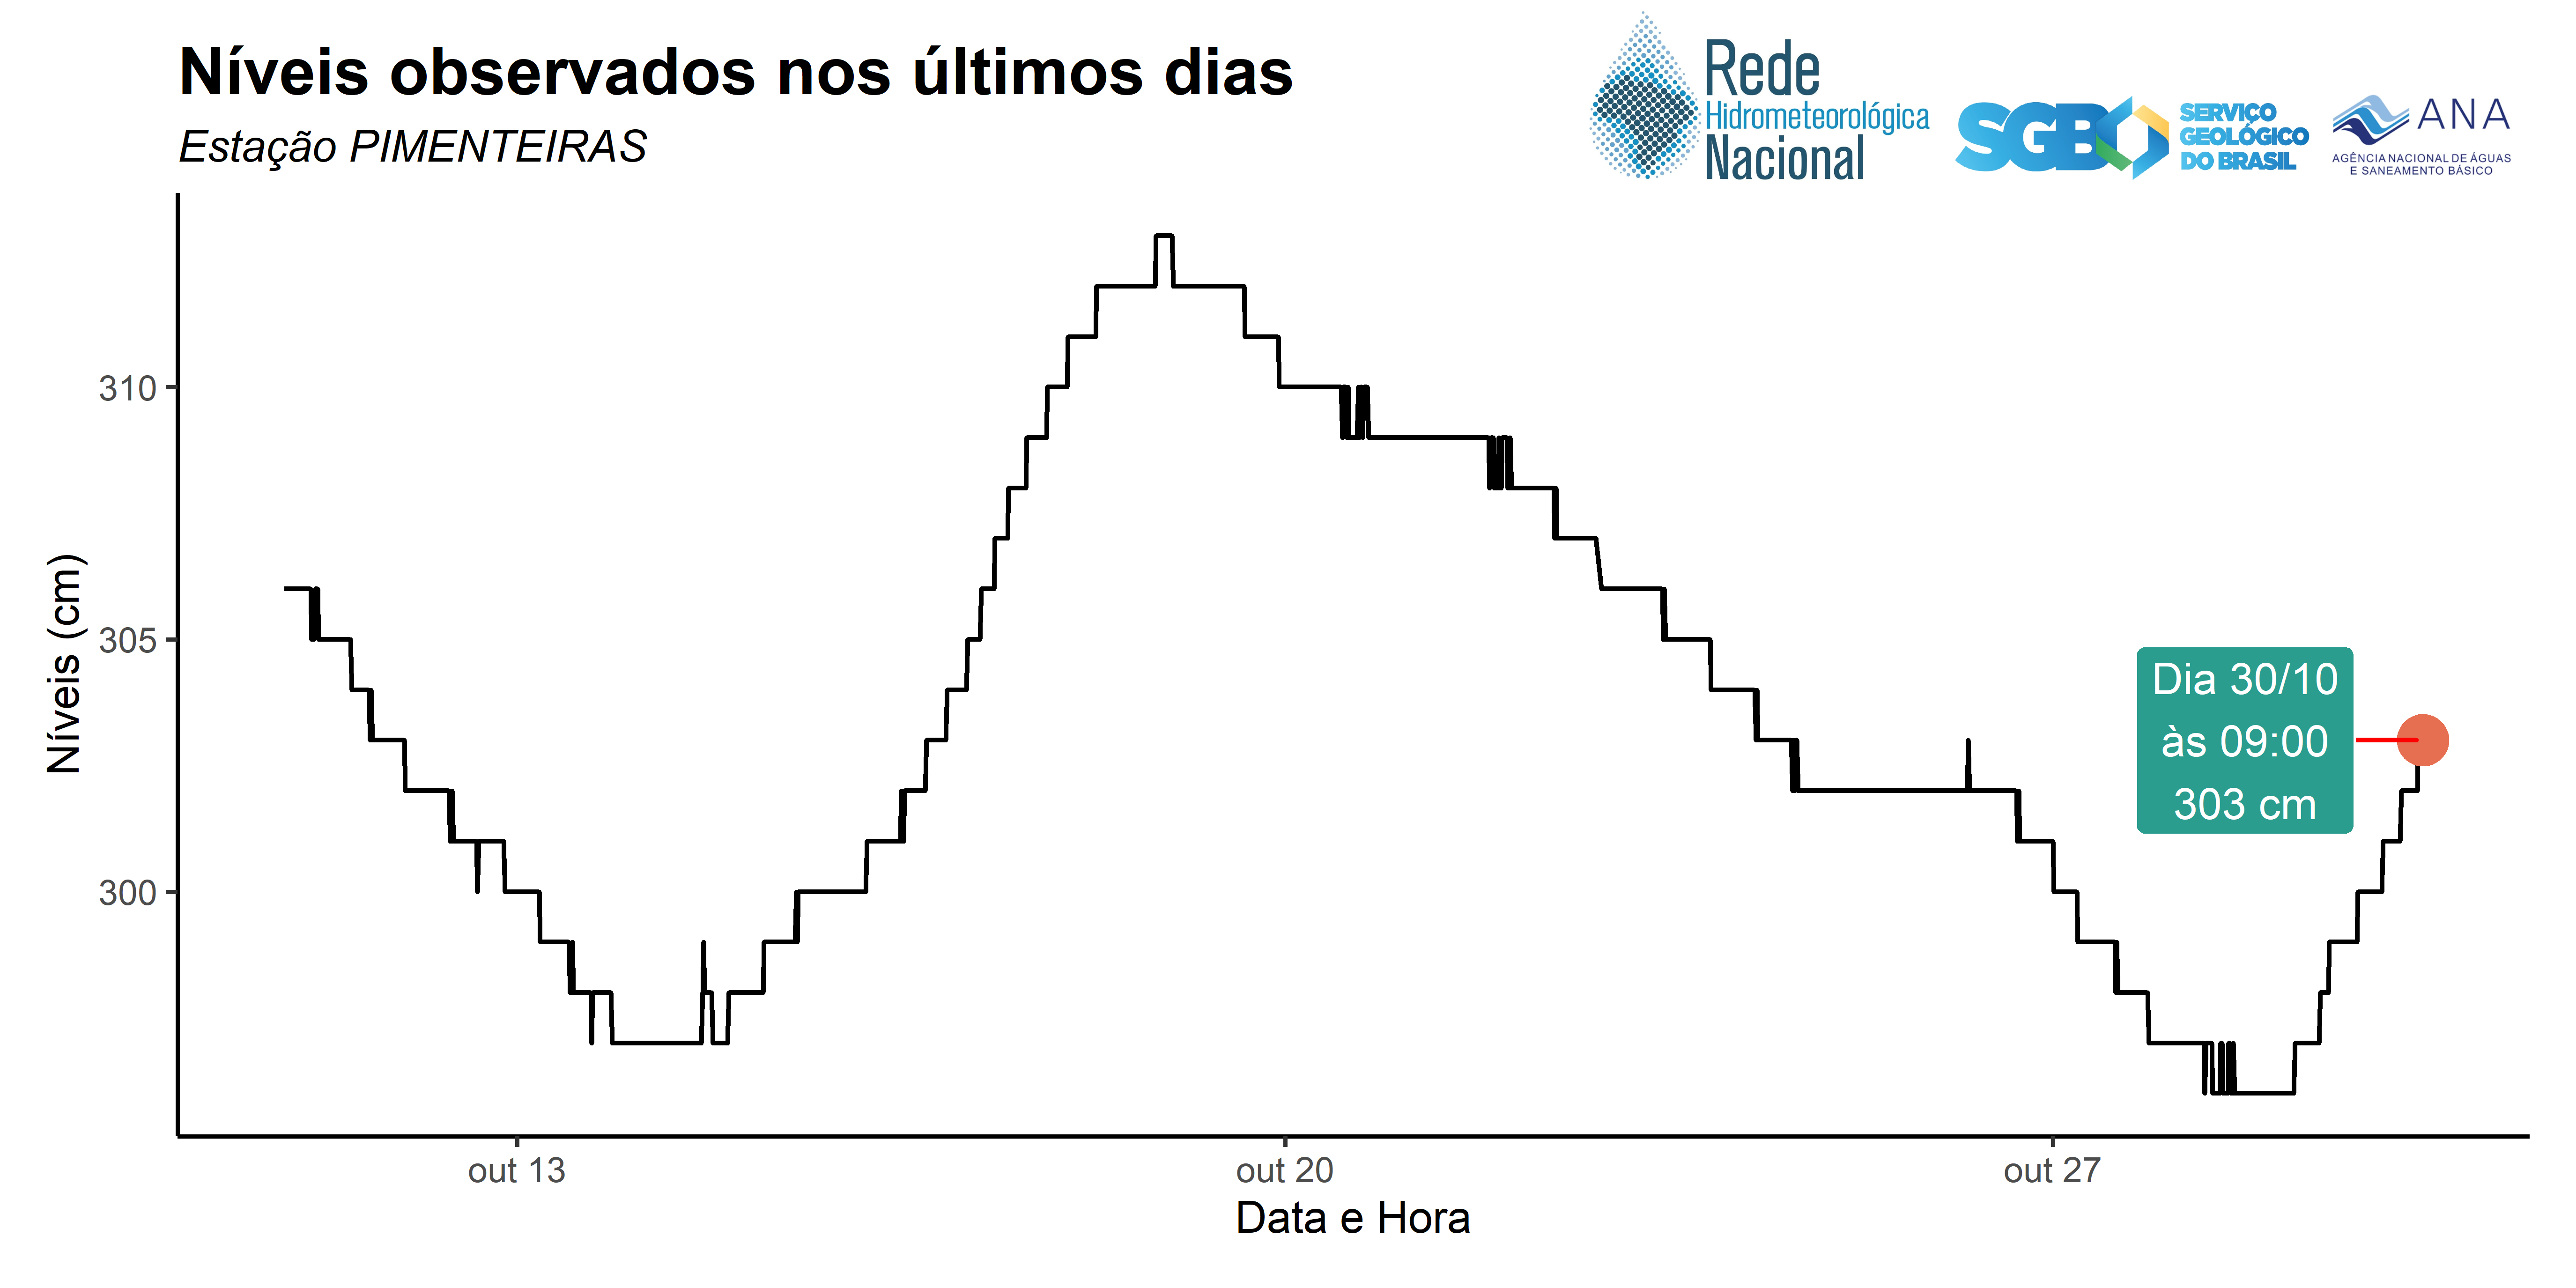 Níveis observados nos últimos dias
Estação PIMENTEIRAS
Rede
Hidrometeorológica
Nacional
SGB
SERVIÇO
GEOLÓGICO
DO BRASIL
ANA
AGÊNCIA NACIONAL DE ÁGUAS
E SANEAMENTO BÁSICO
Níveis (cm)
310
305
300
Dia 30/10
às 09:00
303 cm
out 13
out 20
out 27
Data e Hora